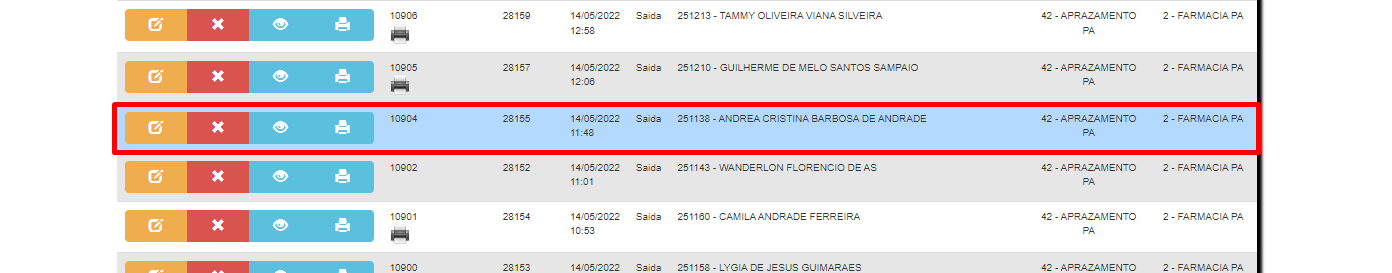 10906 28159 14/05/2022 Saida 251213 - TAMMY OLIVEIRA VIANA SILVEIRA 42 - APRAZAMENTO 2 - FARMACIA PA
12:58 PA
10905 28157 14/05/2022 Saida 251210 - GUILHERME DE MELO SANTOS SAMPAIO 42 - APRAZAMENTO 2 - FARMACIA PA
12:06 PA
10904 28155 14/05/2022 Saida 251138 - ANDREA CRISTINA BARBOSA DE ANDRADE 42 - APRAZAMENTO 2 - FARMACIA PA
11:48 PA
10902 28152 14/05/2022 Saida 251143 - WANDERLON FLORENCIO DE AS 42 - APRAZAMENTO 2 - FARMACIA PA
11:01 PA
10901 28154 14/05/2022 Saida 251160 - CAMILA ANDRADE FERREIRA 42 - APRAZAMENTO 2 - FARMACIA PA
10:53 PA
10900 28153 14/05/2022 Saida 251158 - LYGIA DE JESUS GUIMARAES 42 - APRAZAMENTO 2 - FARMACIA PA